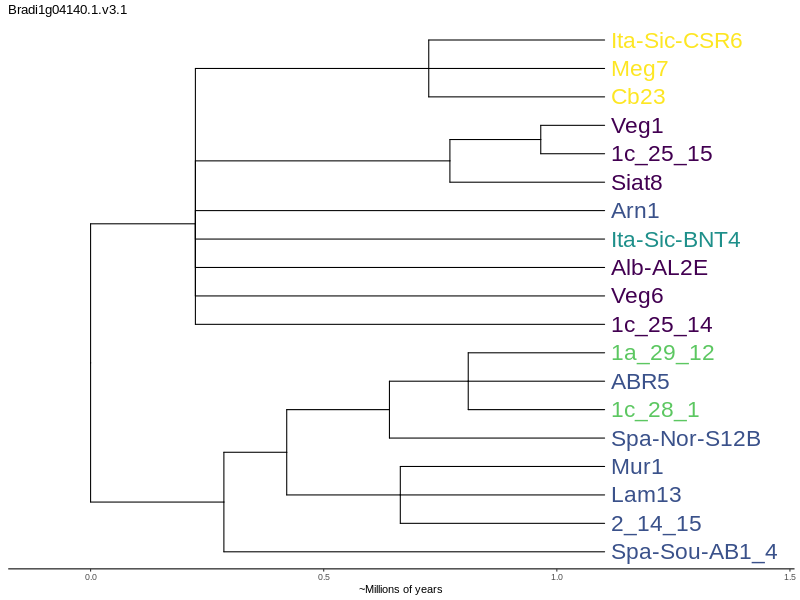 Bradi1g04140.1.v3.1
Ita-Sic-CSR6
Meg7
Cb23
Veg1
1c_25_15
Siat8
Arn1
Ita-Sic-BNT4
Alb-AL2E
Veg6
1c_25_14
1a_29_12
ABR5
1c_28_1
Spa-Nor-S12B
Mur1
Lam13
2_14_15
Spa-Sou-AB1_4
0.0 0.5 1.0 1.5
~Millions of years